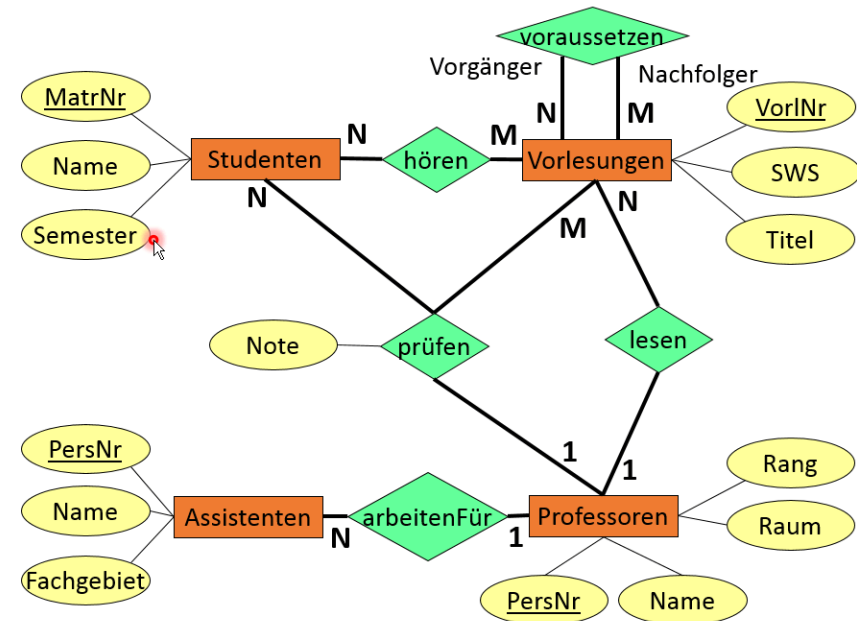 voraussetzen
Vorgänger
Nachfolger
N
M
MatrNr
Name
Semester
Studenten
N
hören
M
Vorlesungen
VorlNr
SWS
Titel
N
M
N
Note
prüfen
lesen
1
1
PersNr
Name
Fachgebiet
Assistenten
N
arbeitenFür
1
Professoren
Rang
Raum
PersNr
Name